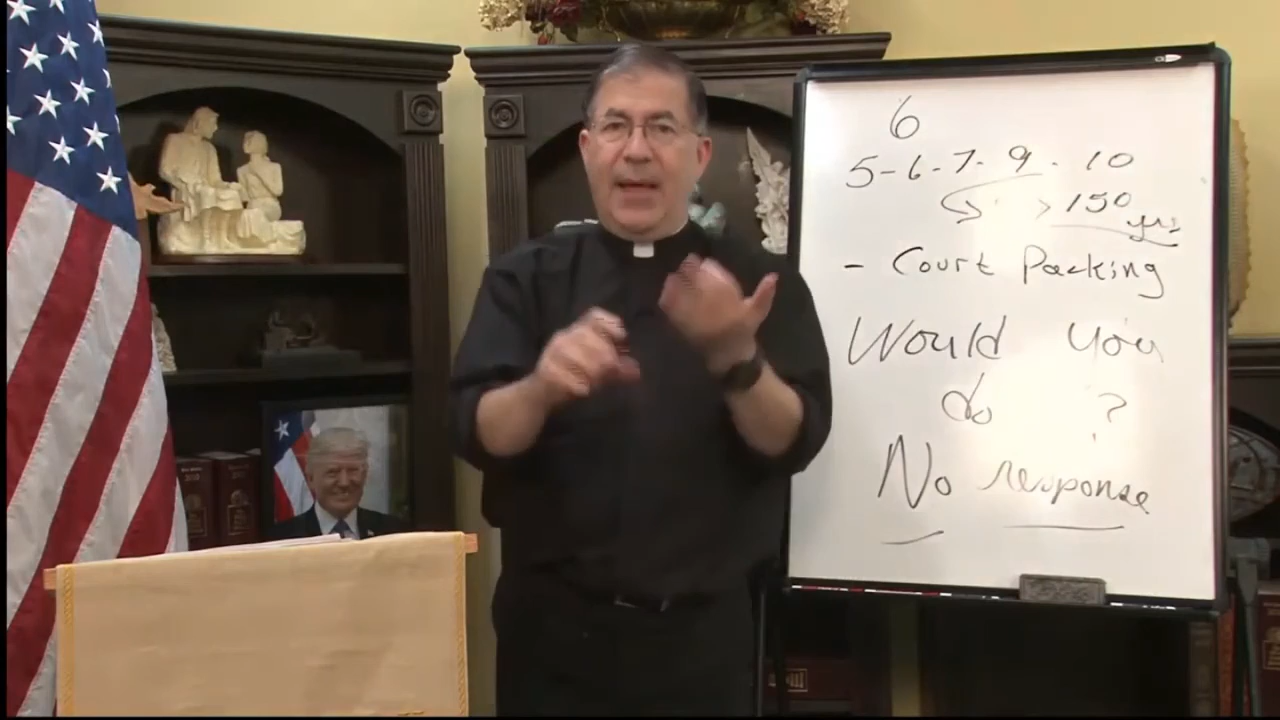 6
5-6-7-9-10
>150
yrs
- Court Packing
Would you
do ?
No response